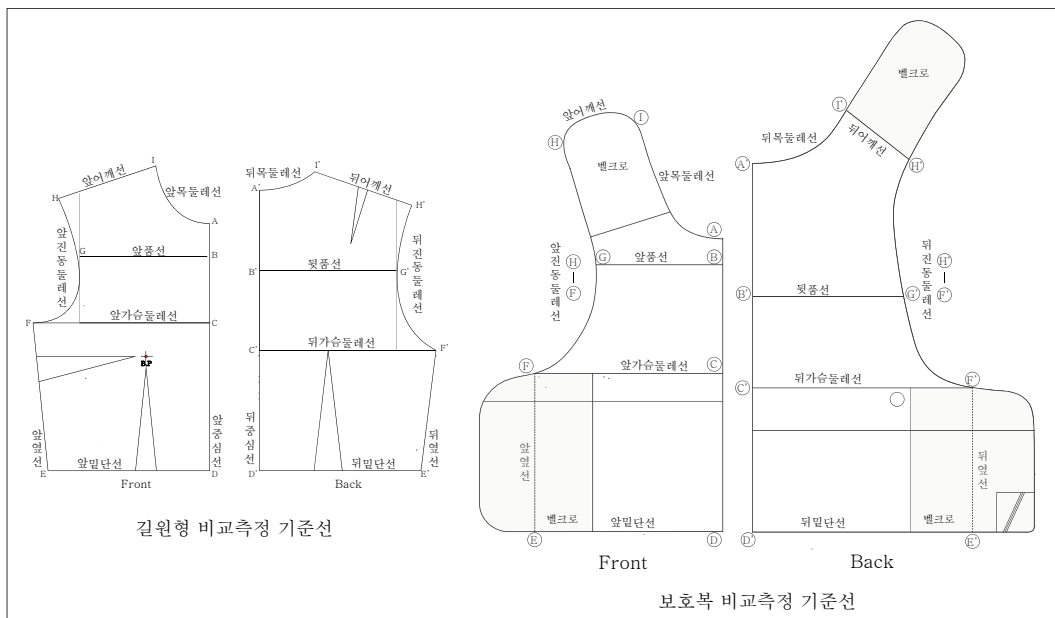 I
앞어깨선
H
앞목둘레선
A
앞진동둘레선
G
앞품선
B
F
앞가슴둘레선
C
B.P
앞옆선
앞중심선
E
앞밑단선
D
Front
뒤목둘레선
I'
A'
뒤어깨선
H'
뒤진동둘레선
B'
뒷품선
G'
C'
뒤가슴둘레선
F'
뒤중심선
뒤옆선
D'
뒤밑단선
E'
Back
길원형 비교측정 기준선
앞어깨선
Ⓘ
Ⓗ
벨크로
앞목둘레선
Ⓐ
앞진동둘레선
Ⓗ
Ⓕ
Ⓖ
앞품선
Ⓑ
Ⓕ
앞가슴둘레선
Ⓒ
앞옆선
벨크로
앞밑단선
Ⓔ
Ⓓ
Front
벨크로
I'
뒤목둘레선
뒤어깨선
A'
H'
뒤진동둘레선
H'
F'
B'
뒷품선
G'
C'
뒤가슴둘레선
F'
뒤옆선
뒤밑단선
벨크로
D'
E'
Back
보호복 비교측정 기준선